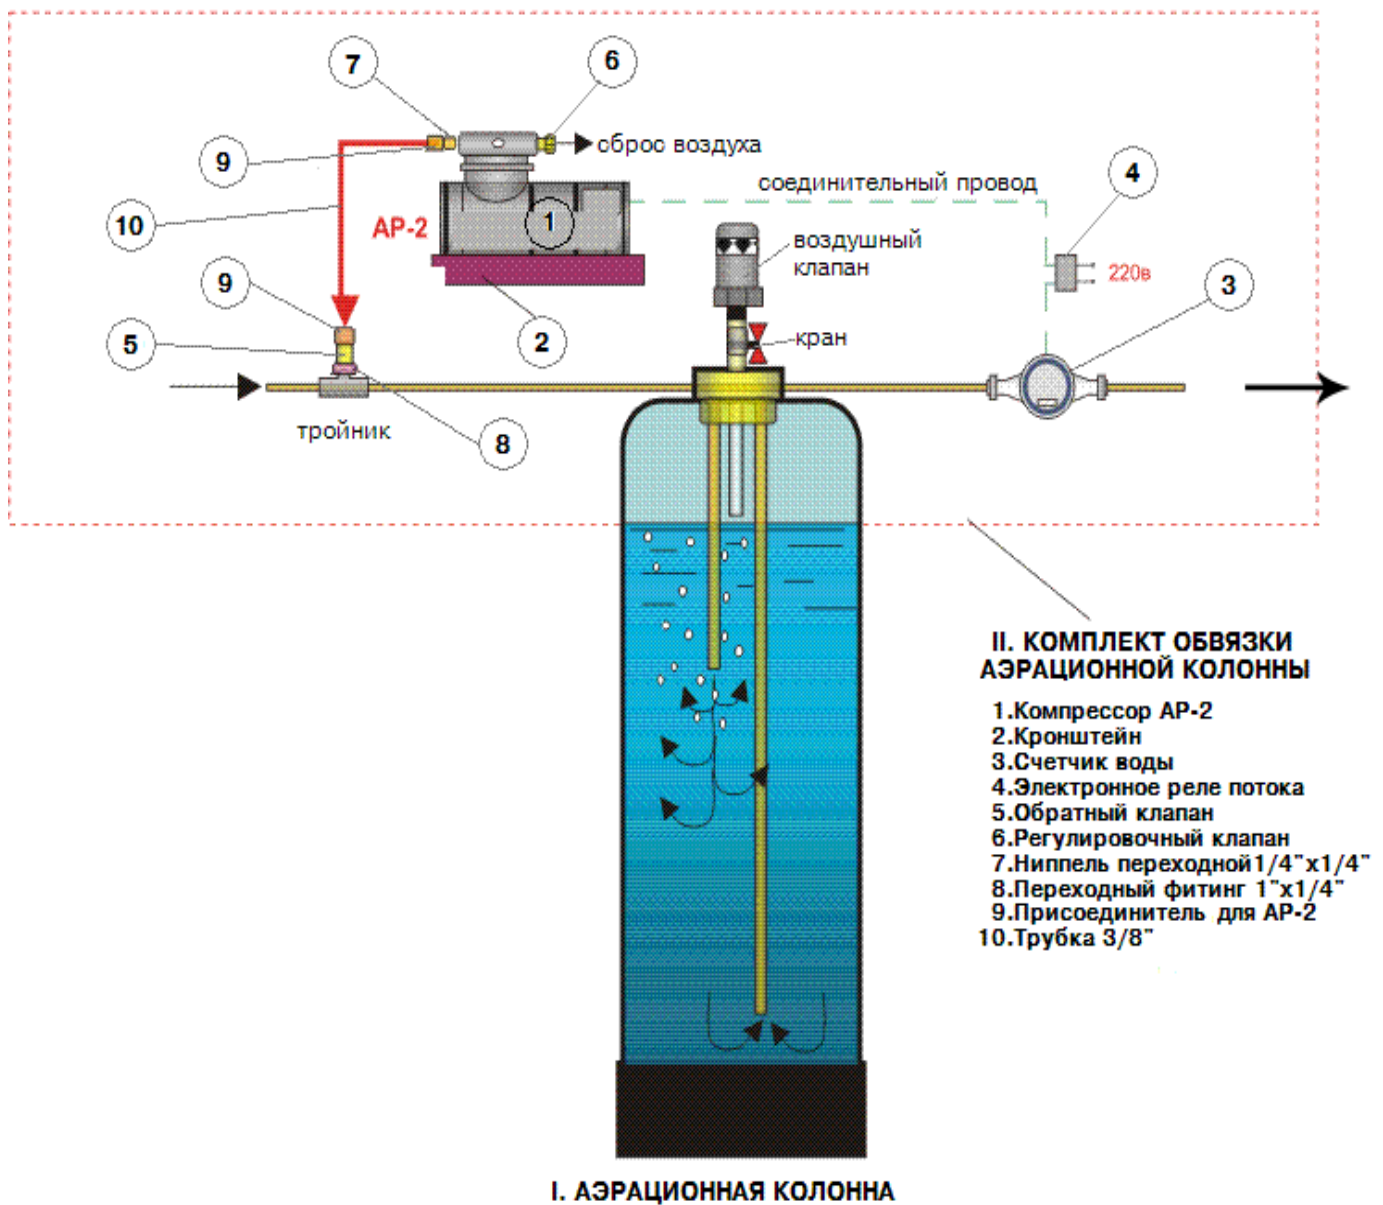 7
6
сброс воздуха
9
4
соединительный провод
10
АР-2
1
воздушный
клапан
220в
9
3
5
2
кран
тройник
8
II. КОМПЛЕКТ ОБВЯЗКИ
АЭРАЦИОННОЙ КОЛОННЫ
1.Компрессор АР-2
2.Кронштейн
3.Счетчик воды
4.Электронное реле потока
5.Обратный клапан
6.Регулировочный клапан
7.Ниппель переходной1/4"х1/4"
8.Переходный фитинг 1"х1/4"
9.Присоединитель для АР-2
10.Трубка 3/8"
I. АЭРАЦИОННАЯ КОЛОННА